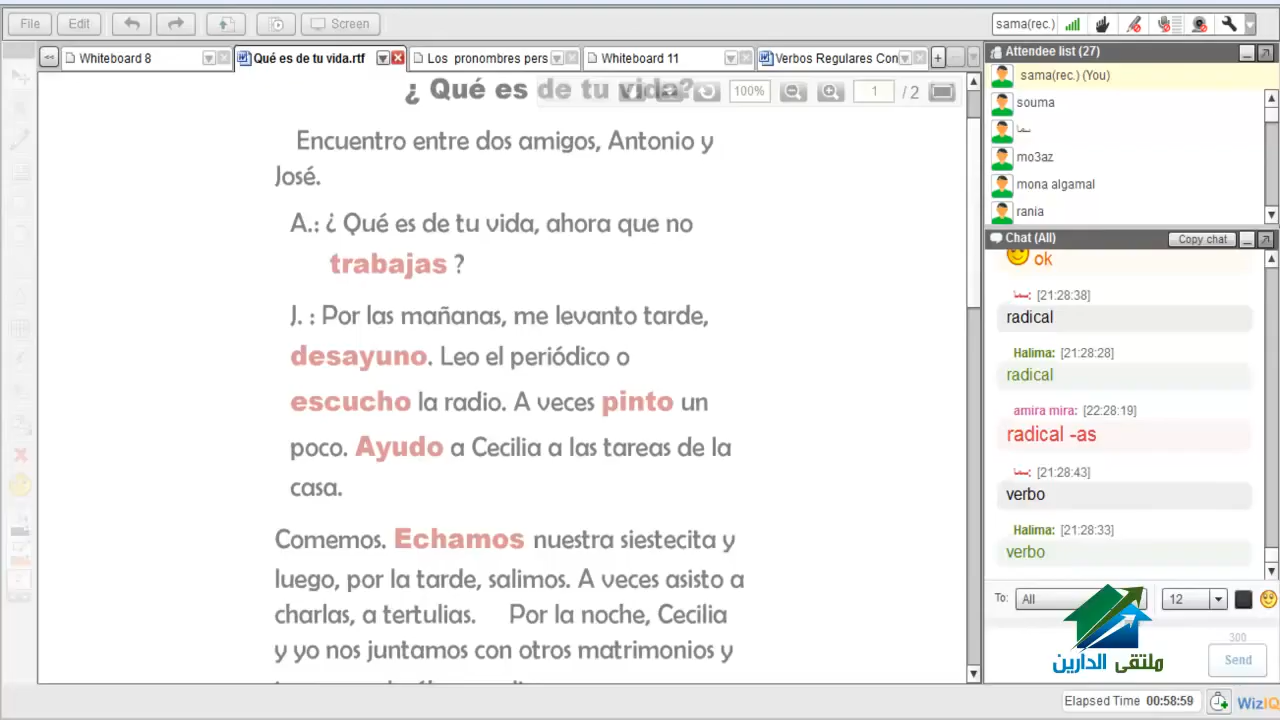 File Edit Screen
sama(rec.)
Whiteboard 8
Qué es de tu vida.rtf
Los pronombres pers
Whiteboard 11
Verbos Regulares Con
¿ Qué es de tu vida?
100%
1 / 2
Encuentro entre dos amigos, Antonio y
José.
A.: ¿ Qué es de tu vida, ahora que no
trabajas ?
J. : Por las mañanas, me levanto tarde,
desayuno. Leo el periódico o
escucho la radio. A veces pinto un
poco. Ayudo a Cecilia a las tareas de la
casa.
Comemos. Echamos nuestra siestecita y
luego, por la tarde, salimos. A veces asisto a
charlas, a tertulias. Por la noche, Cecilia
y yo nos juntamos con otros matrimonios y
Attendee list (27)
sama(rec.) (You)
souma
سما
mo3az
mona algamal
rania
Chat (All)
Copy chat
ok
سما: [21:28:38]
radical
Halima: [21:28:28]
radical
amira mira: [22:28:19]
radical -as
سما: [21:28:43]
verbo
Halima: [21:28:33]
verbo
To: All
12
ملتقى الدارين
300
Send
Elapsed Time 00:58:59
WizIQ